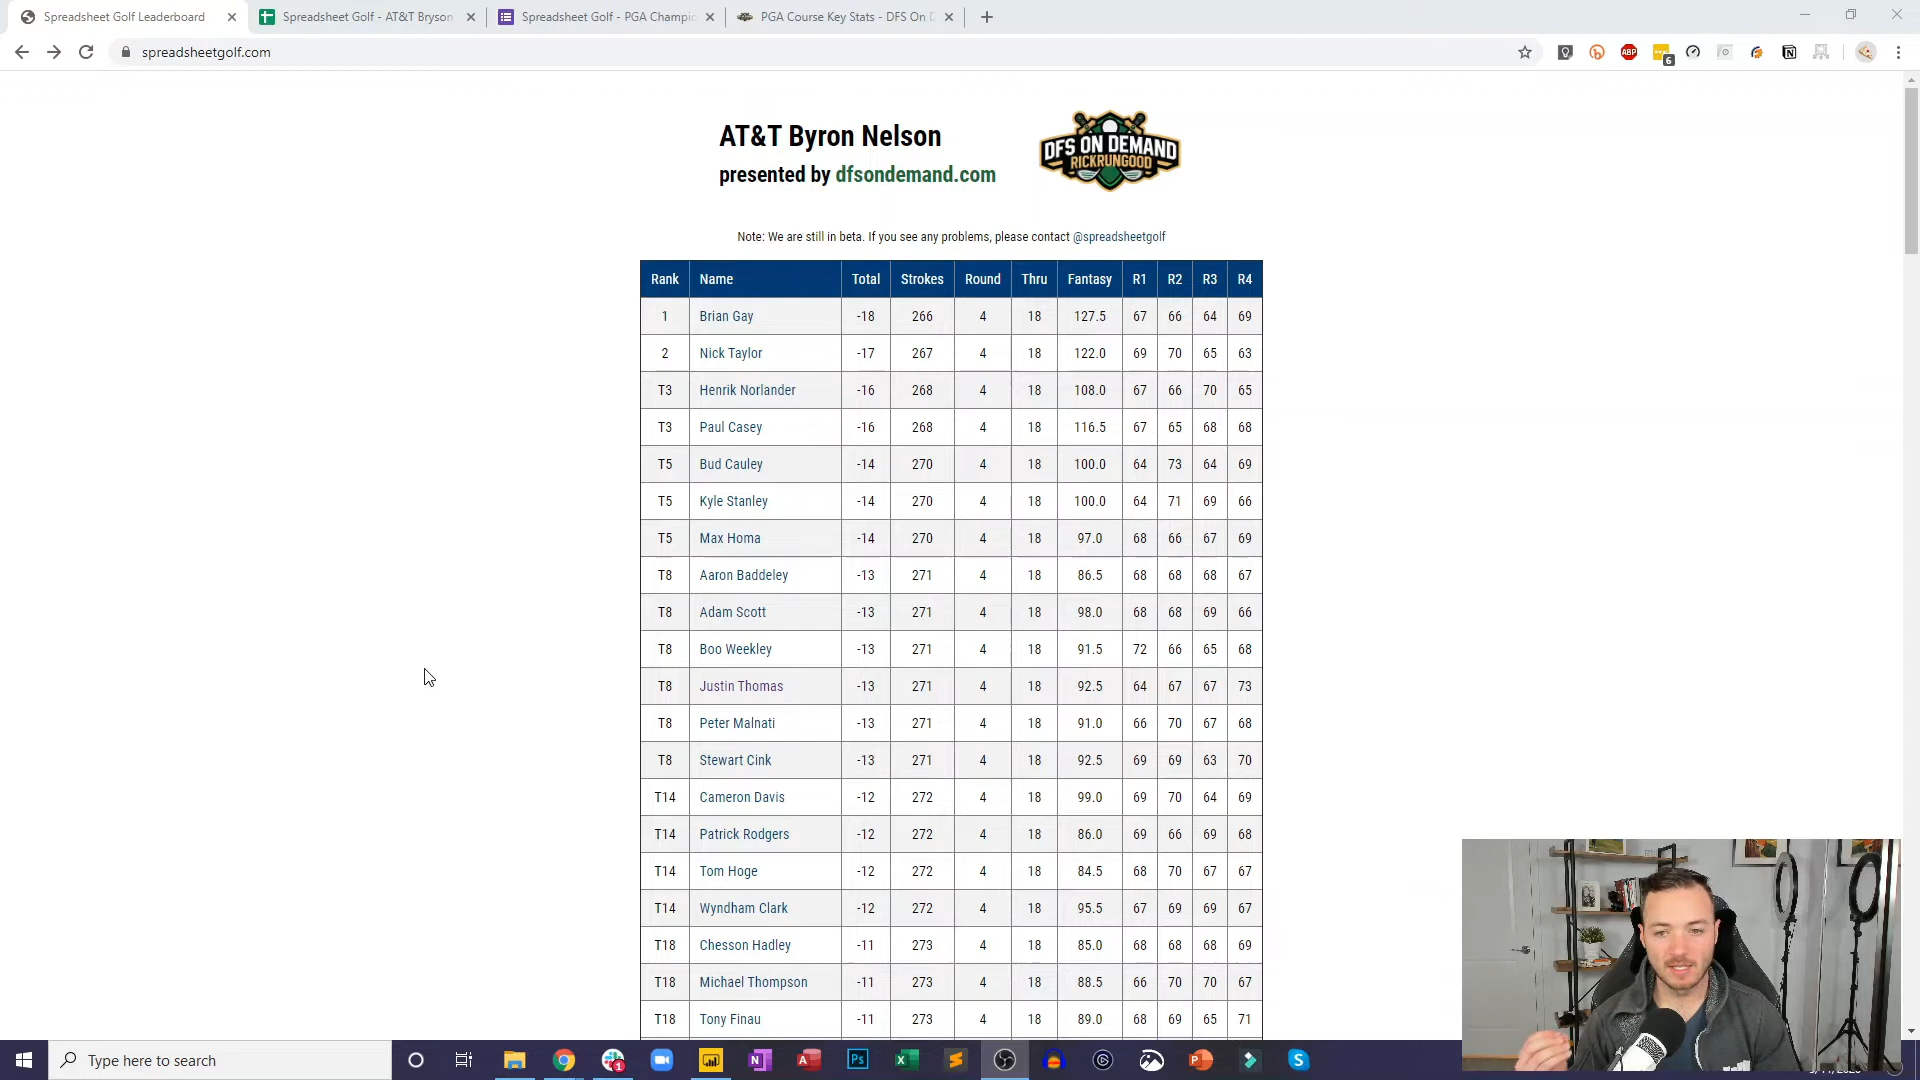 Spreadsheet Golf Leaderboard
Spreadsheet Golf - AT&T Bryson
Spreadsheet Golf - PGA Champio
PGA Course Key Stats - DFS On D
spreadsheetgolf.com
ABP
6
AT&T Byron Nelson
presented by dfsondemand.com
DFS ON DEMAND
RICKRUNGOOD
Note: We are still in beta. If you see any problems, please contact @spreadsheetgolf
Rank Name Total Strokes Round Thru Fantasy R1 R2 R3 R4
1 Brian Gay -18 266 4 18 127.5 67 66 64 69
2 Nick Taylor -17 267 4 18 122.0 69 70 65 63
T3 Henrik Norlander -16 268 4 18 108.0 67 66 70 65
T3 Paul Casey -16 268 4 18 116.5 67 65 68 68
T5 Bud Cauley -14 270 4 18 100.0 64 73 64 69
T5 Kyle Stanley -14 270 4 18 100.0 64 71 69 66
T5 Max Homa -14 270 4 18 97.0 68 66 67 69
T8 Aaron Baddeley -13 271 4 18 86.5 68 68 68 67
T8 Adam Scott -13 271 4 18 98.0 68 68 69 66
T8 Boo Weekley -13 271 4 18 91.5 72 66 65 68
T8 Justin Thomas -13 271 4 18 92.5 64 67 67 73
T8 Peter Malnati -13 271 4 18 91.0 66 70 67 68
T8 Stewart Cink -13 271 4 18 92.5 69 69 63 70
T14 Cameron Davis -12 272 4 18 99.0 69 70 64 69
T14 Patrick Rodgers -12 272 4 18 86.0 69 66 69 68
T14 Tom Hoge -12 272 4 18 84.5 68 70 67 67
T14 Wyndham Clark -12 272 4 18 95.5 67 69 69 67
T18 Chesson Hadley -11 273 4 18 85.0 68 68 68 69
T18 Michael Thompson -11 273 4 18 88.5 66 70 70 67
T18 Tony Finau -11 273 4 18 89.0 68 69 65 71
Type here to search